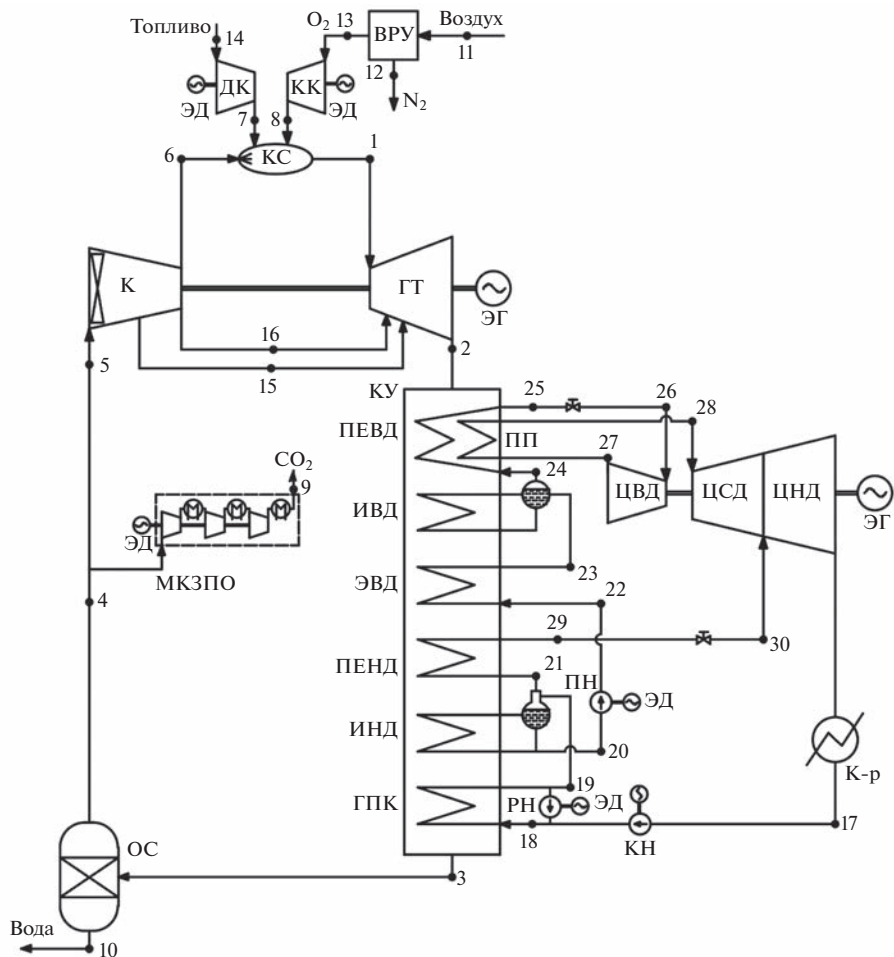 Топливо
14
O₂
13
ВРУ
Воздух
11
12
N₂
ЭД
ДК
КК
ЭД
7
8
6
КС
1
К
ГТ
ЭГ
16
15
5
2
КУ
25
26
28
ПЕВД
ПП
27
24
ЦВД
ЦСД
ЦНД
ЭГ
CO₂
9
ИВД
ЭД
МКЗПО
23
ЭВД
22
4
29
30
ПЕНД
21
ПН
ЭД
ИНД
20
К-р
19
ГПК
РН
ЭД
18
КН
17
ОС
3
Вода
10